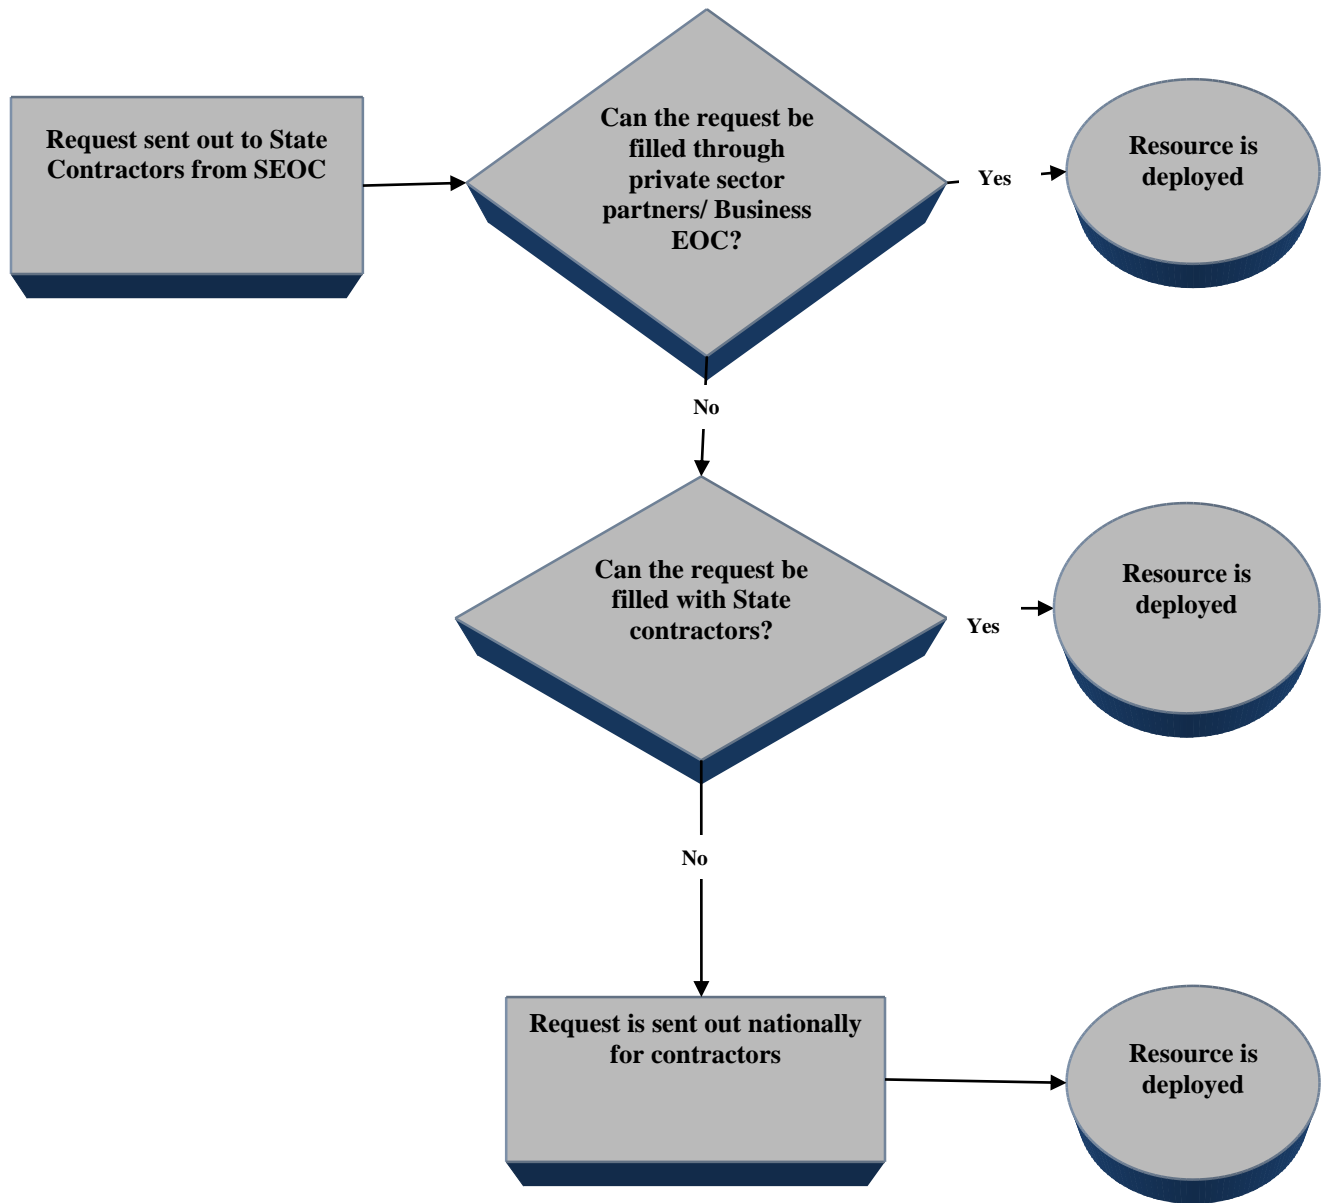 Request sent out to State
Contractors from SEOC
Can the request be
filled through
private sector
partners/ Business
EOC?
Yes
Resource is
deployed
No
Can the request be
filled with State
contractors?
Yes
Resource is
deployed
No
Request is sent out nationally
for contractors
Resource is
deployed